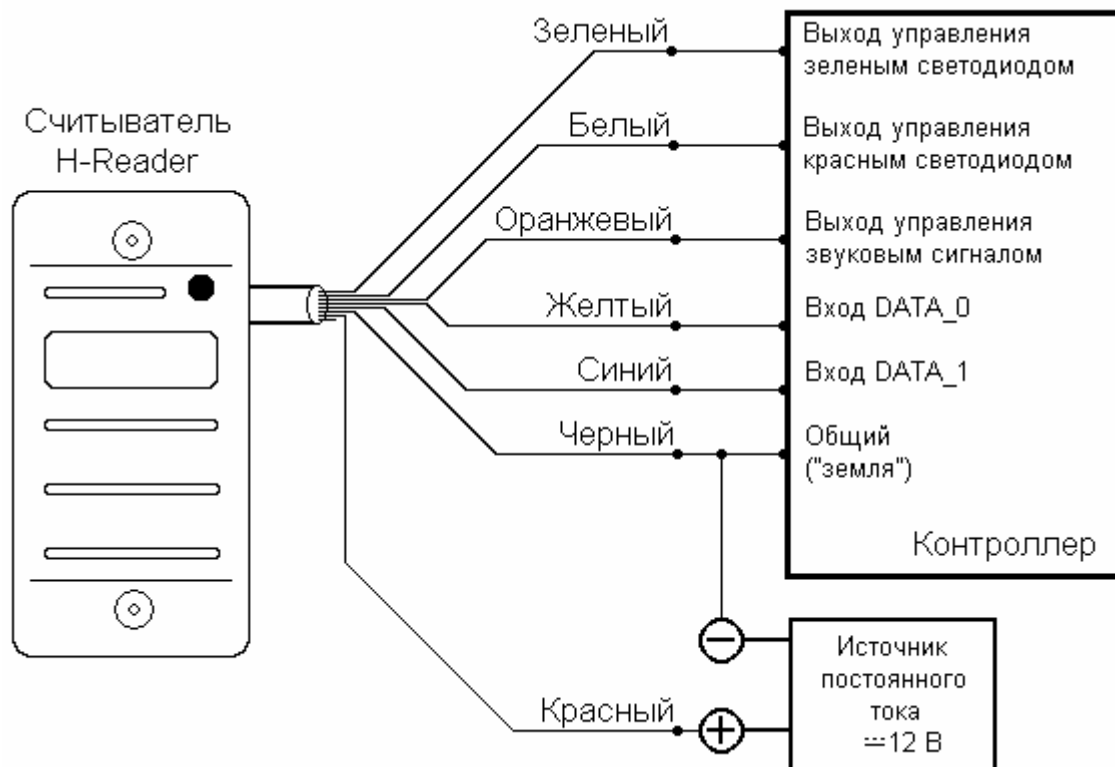 Считыватель
H-Reader
Зеленый
Белый
Оранжевый
Желтый
Синий
Черный
Красный
Выход управления
зеленым светодиодом
Выход управления
красным светодиодом
Выход управления
звуковым сигналом
Вход DATA_0
Вход DATA_1
Общий
("земля")
Контроллер
Источник
постоянного
тока
⎓12 В